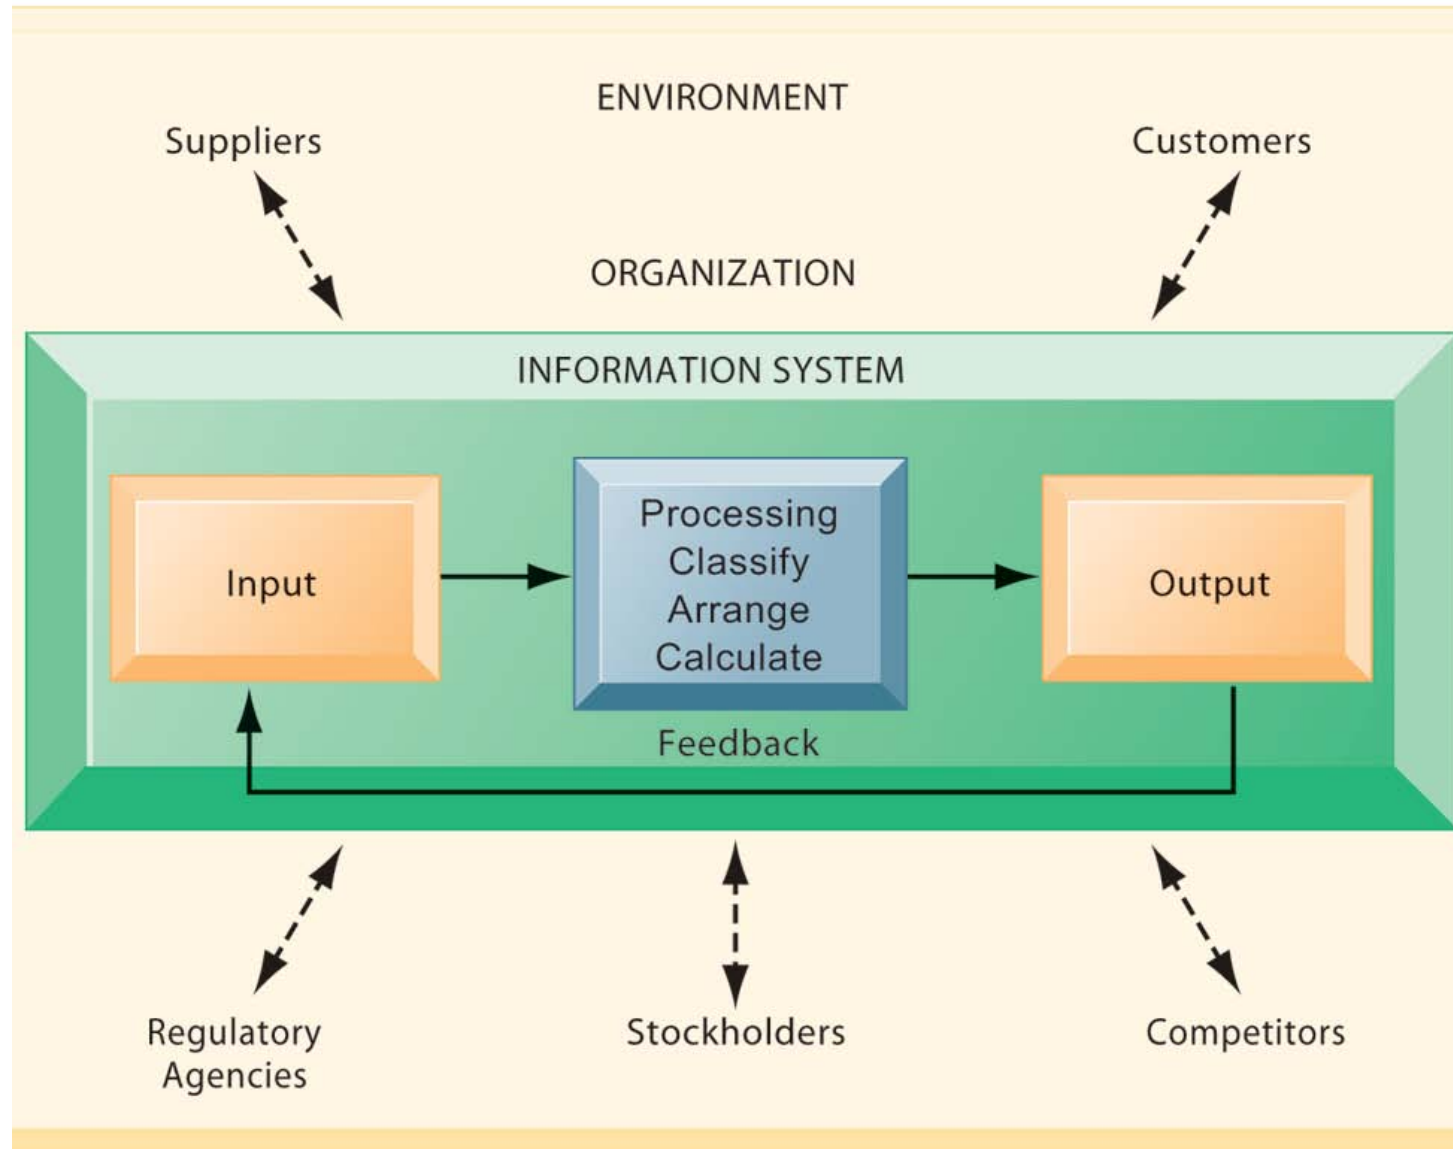 ENVIRONMENT
Suppliers
Customers
ORGANIZATION
INFORMATION SYSTEM
Input
Processing
Classify
Arrange
Calculate
Output
Feedback
Regulatory
Agencies
Stockholders
Competitors